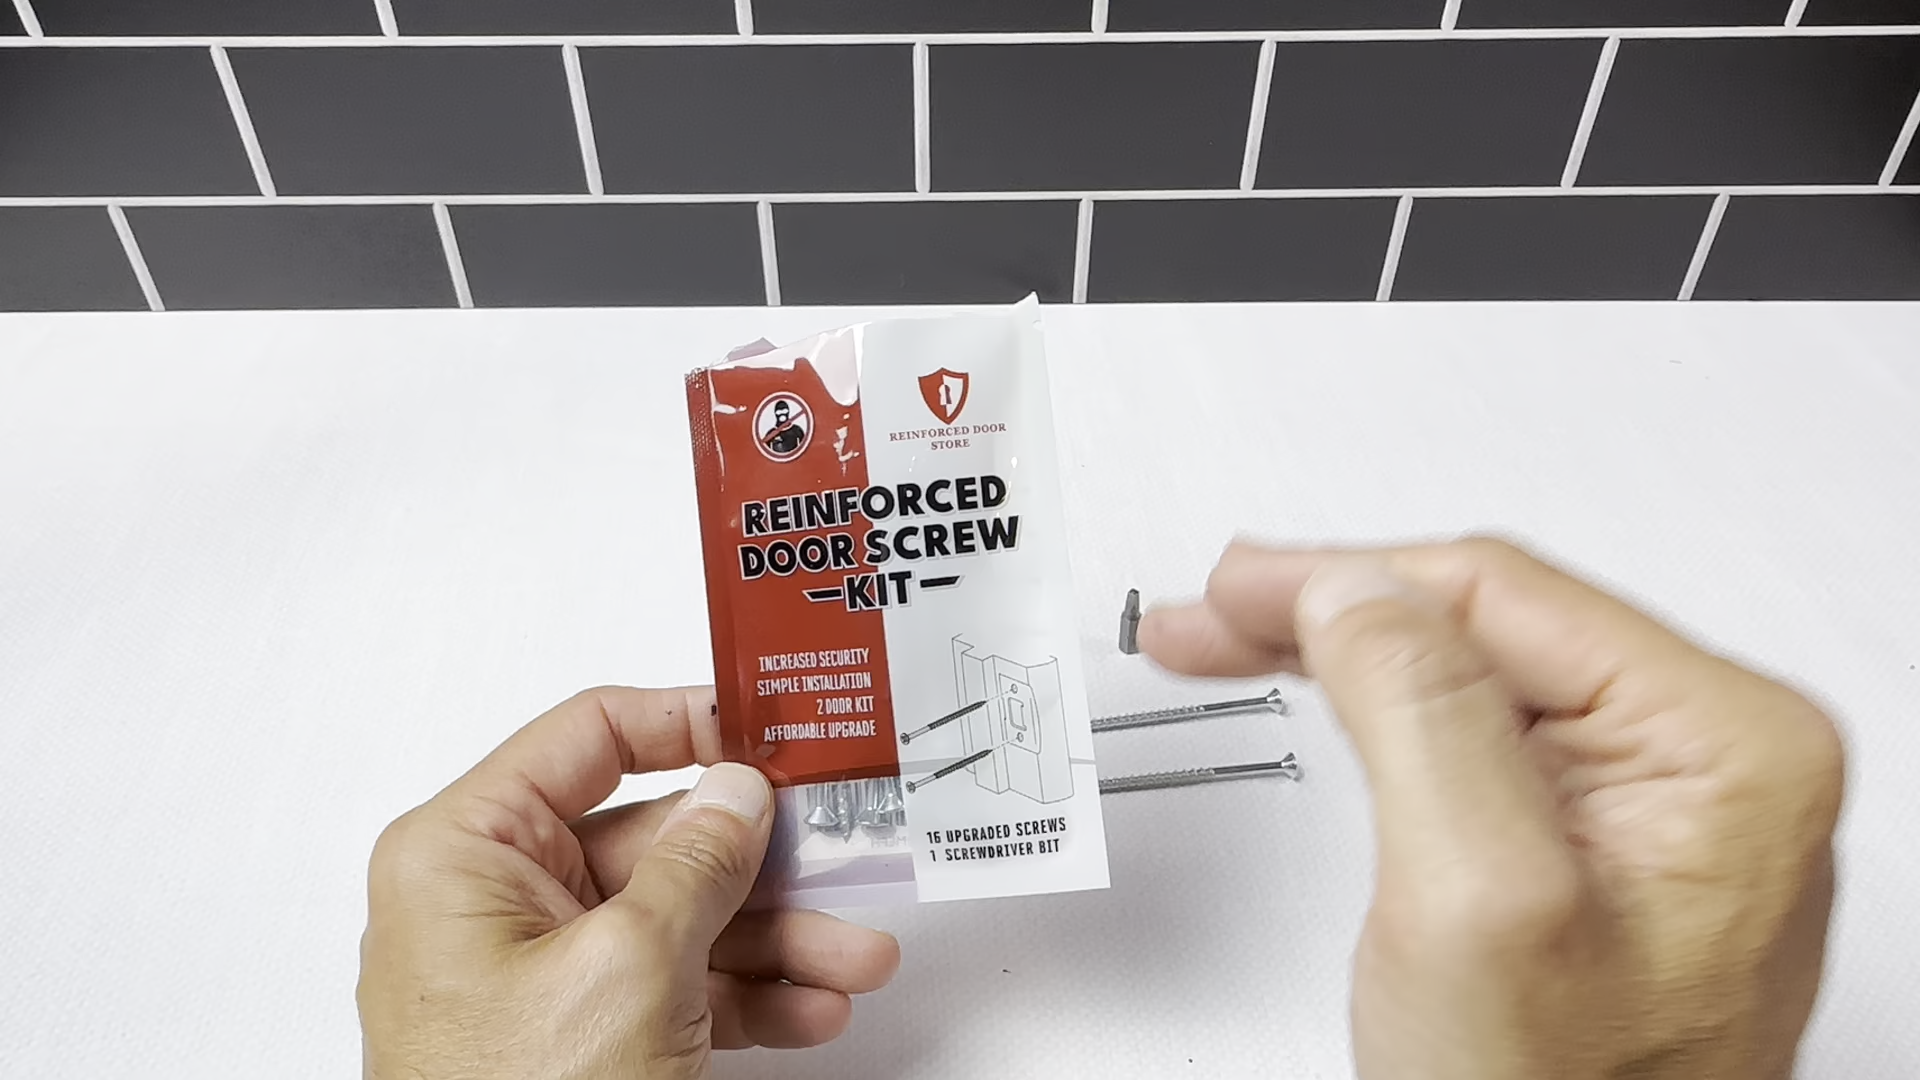 REINFORCED DOOR
STORE
REINFORCED
DOOR SCREW
KIT
INCREASED SECURITY
SIMPLE INSTALLATION
2 DOOR KIT
AFFORDABLE UPGRADE
16 UPGRADED SCREWS
1 SCREWDRIVER BIT